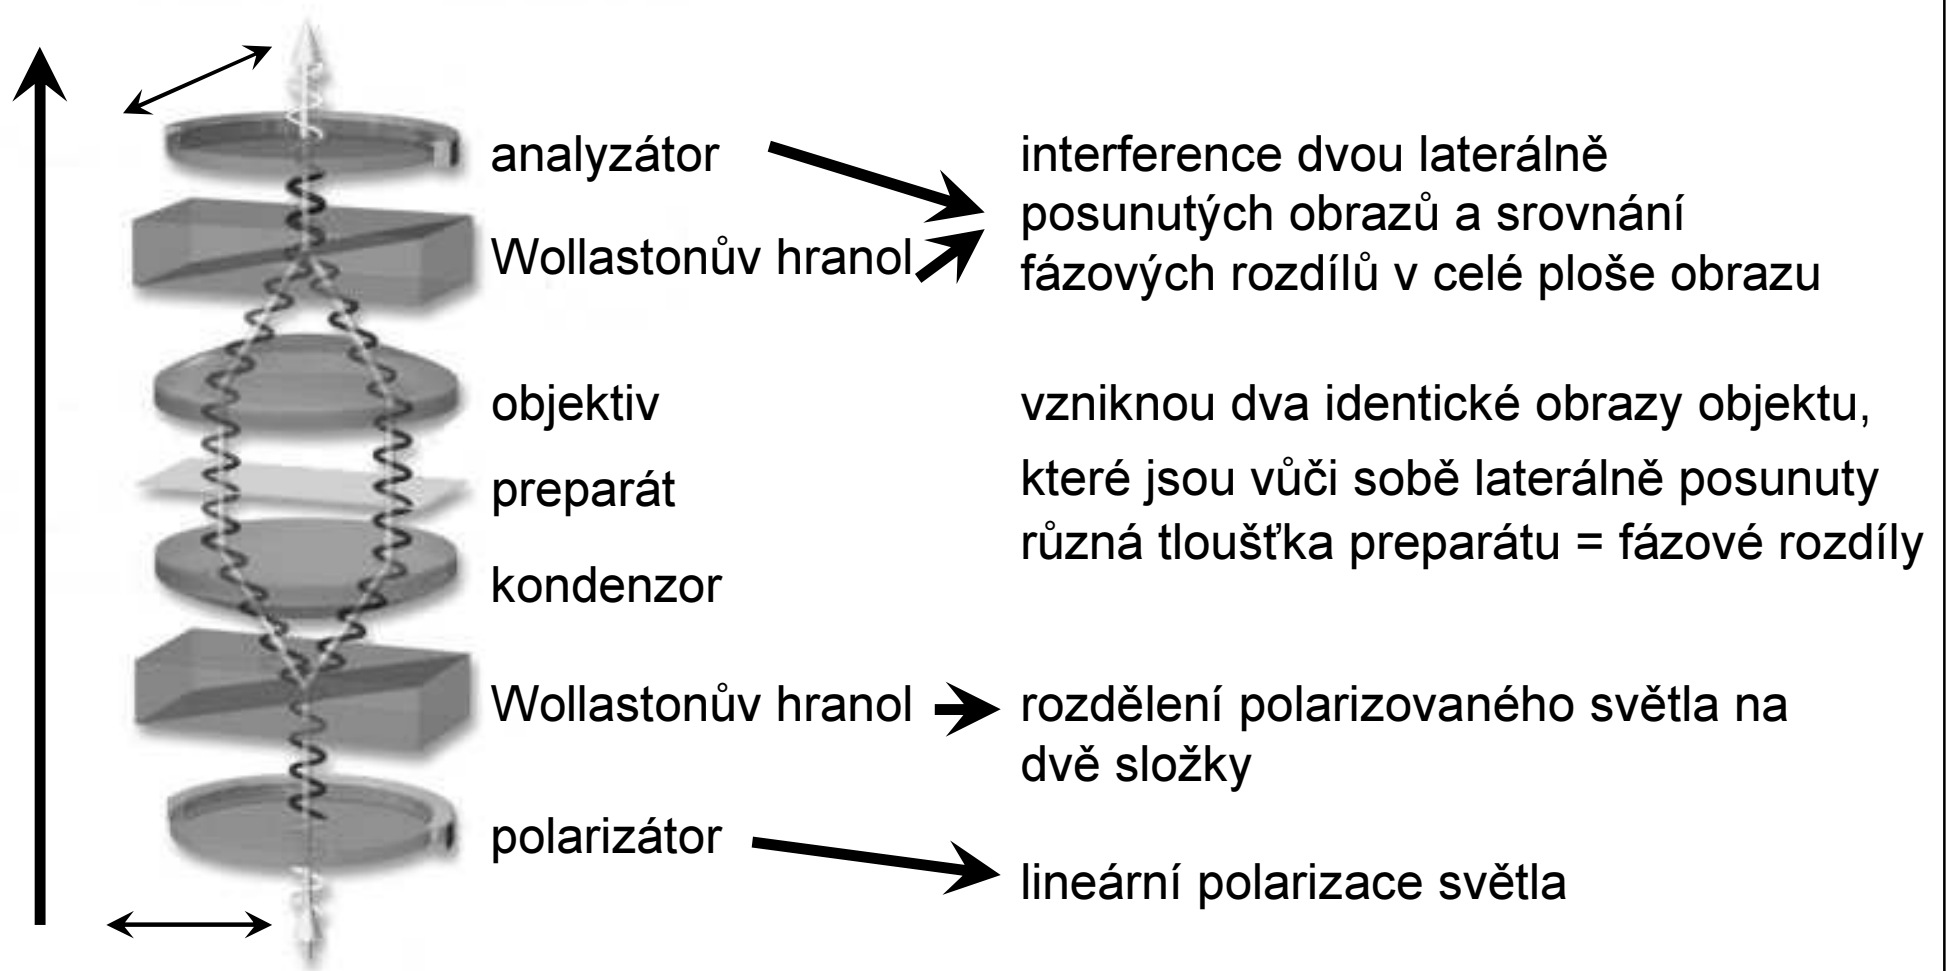 analyzátor
interference dvou laterálně
posunutých obrazů a srovnání
Wollastonův hranol
fázových rozdílů v celé ploše obrazu
objektiv
vzniknou dva identické obrazy objektu,
preparát
které jsou vůči sobě laterálně posunuty
různá tloušťka preparátu = fázové rozdíly
kondenzor
Wollastonův hranol
rozdělení polarizovaného světla na
dvě složky
polarizátor
lineární polarizace světla